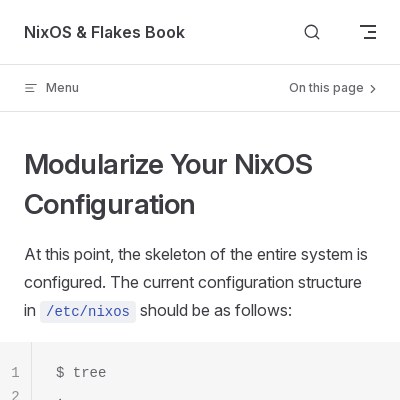 NixOS & Flakes Book
Menu
On this page
Modularize Your NixOS
Configuration
At this point, the skeleton of the entire system is
configured. The current configuration structure
in /etc/nixos should be as follows:
1 $ tree
2 .